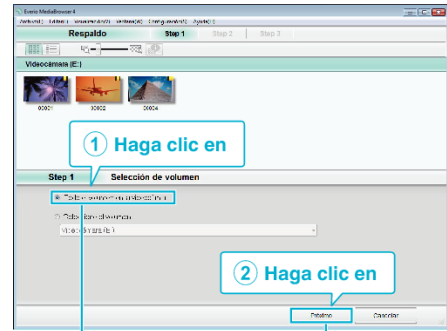 Everio MediaBrowser 4
Respaldo Step 1 Step 2 Step 3
Videocámara (E:)
00001 00002 00004
① Haga clic en
Step 1 Selección de volumen
② Haga clic en
Próximo Cancelar